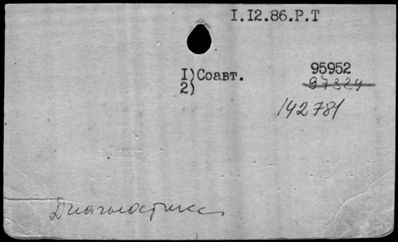 I.I2.86.Р.Т
I)Соавт.
2)
95952
97324
142781
Диагностика